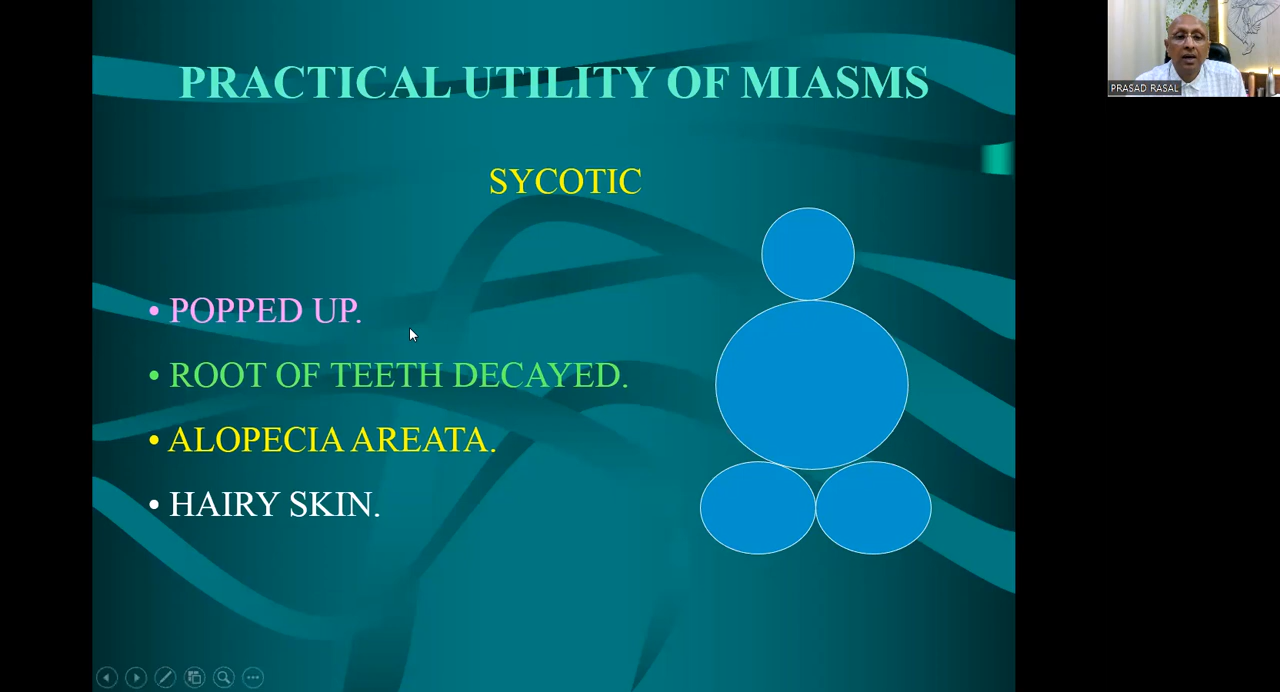 PRACTICAL UTILITY OF MIASMS
SYCOTIC
• POPPED UP.
• ROOT OF TEETH DECAYED.
• ALOPECIA AREATA.
• HAIRY SKIN.
PRASAD RASAL